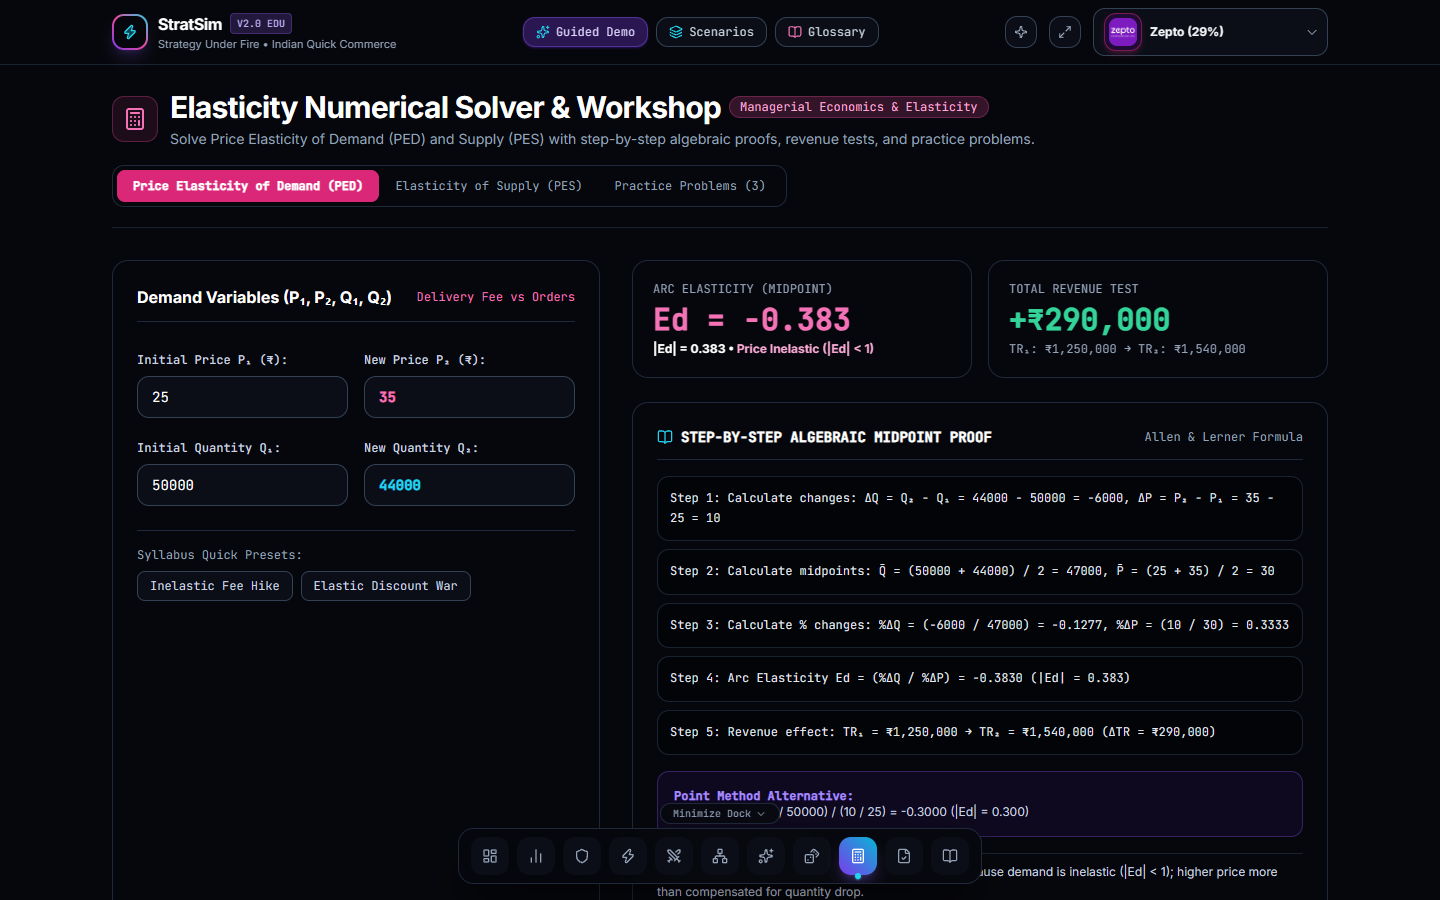 StratSim V2.0 EDU
Strategy Under Fire • Indian Quick Commerce
Guided Demo
Scenarios
Glossary
zepto
Zepto (29%)
Elasticity Numerical Solver & Workshop
Managerial Economics & Elasticity
Solve Price Elasticity of Demand (PED) and Supply (PES) with step-by-step algebraic proofs, revenue tests, and practice problems.
Price Elasticity of Demand (PED)
Elasticity of Supply (PES)
Practice Problems (3)
Demand Variables (P₁, P₂, Q₁, Q₂)
Delivery Fee vs Orders
Initial Price P₁ (₹):
New Price P₂ (₹):
25
35
Initial Quantity Q₁:
New Quantity Q₂:
50000
44000
Syllabus Quick Presets:
Inelastic Fee Hike
Elastic Discount War
ARC ELASTICITY (MIDPOINT)
Ed = -0.383
|Ed| = 0.383 • Price Inelastic (|Ed| < 1)
TOTAL REVENUE TEST
+₹290,000
TR₁: ₹1,250,000 → TR₂: ₹1,540,000
STEP-BY-STEP ALGEBRAIC MIDPOINT PROOF
Allen & Lerner Formula
Step 1: Calculate changes: ΔQ = Q₂ - Q₁ = 44000 - 50000 = -6000, ΔP = P₂ - P₁ = 35 -
25 = 10
Step 2: Calculate midpoints: Q̄ = (50000 + 44000) / 2 = 47000, P̄ = (25 + 35) / 2 = 30
Step 3: Calculate % changes: %ΔQ = (-6000 / 47000) = -0.1277, %ΔP = (10 / 30) = 0.3333
Step 4: Arc Elasticity Ed = (%ΔQ / %ΔP) = -0.3830 (|Ed| = 0.383)
Step 5: Revenue effect: TR₁ = ₹1,250,000 → TR₂ = ₹1,540,000 (ΔTR = ₹290,000)
Point Method Alternative:
/ 50000) / (10 / 25) = -0.3000 (|Ed| = 0.300)
Minimize Dock
demand is inelastic (|Ed| < 1); higher price more
than compensated for quantity drop.